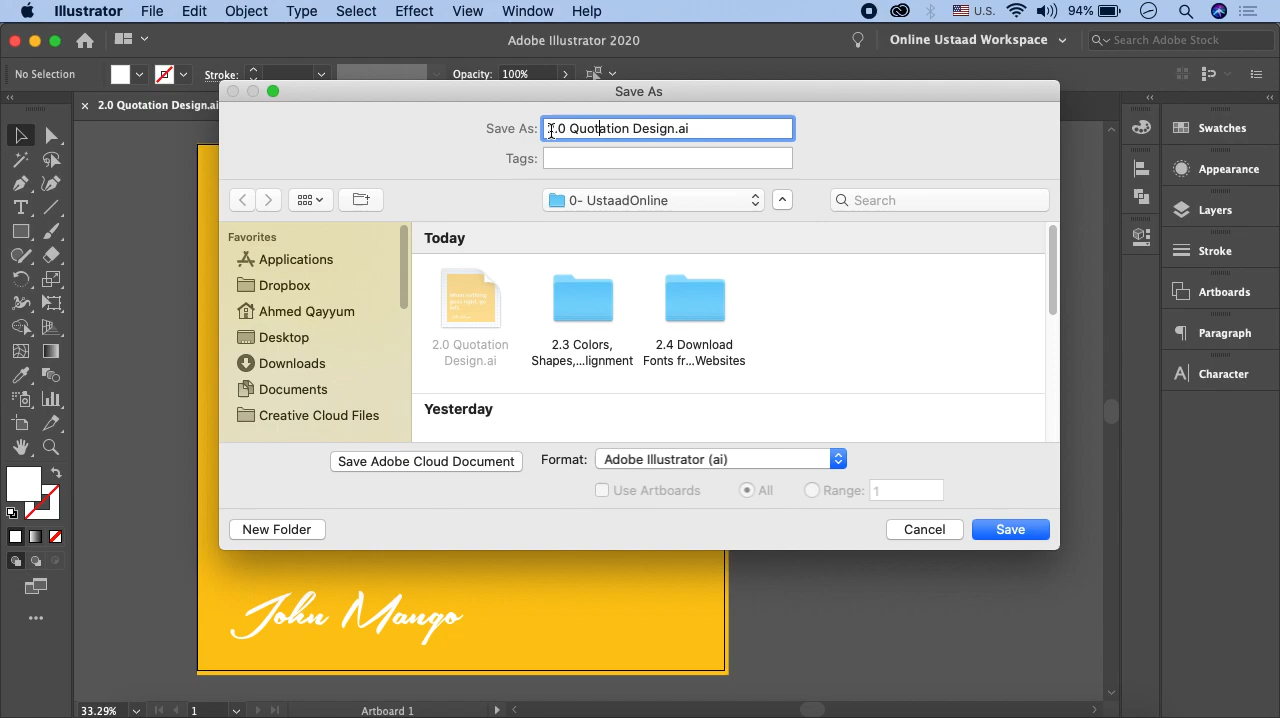 Illustrator File Edit Object Type Select Effect View Window Help
U.S. 94%
Adobe Illustrator 2020
Online Ustaad Workspace
Search Adobe Stock
No Selection
Stroke:
Opacity: 100%
2.0 Quotation Design.ai
Save As
Save As: 2.0 Quotation Design.ai
Tags:
0- UstaadOnline
Search
Favorites
Applications
Dropbox
Ahmed Qayyum
Desktop
Downloads
Documents
Creative Cloud Files
Today
2.0 Quotation
Design.ai
2.3 Colors,
Shapes,...lignment
2.4 Download
Fonts fr...Websites
Yesterday
Save Adobe Cloud Document
Format: Adobe Illustrator (ai)
Use Artboards All Range: 1
New Folder
Cancel
Save
Swatches
Appearance
Layers
Stroke
Artboards
Paragraph
Character
John Mango
33.29%
1
Artboard 1